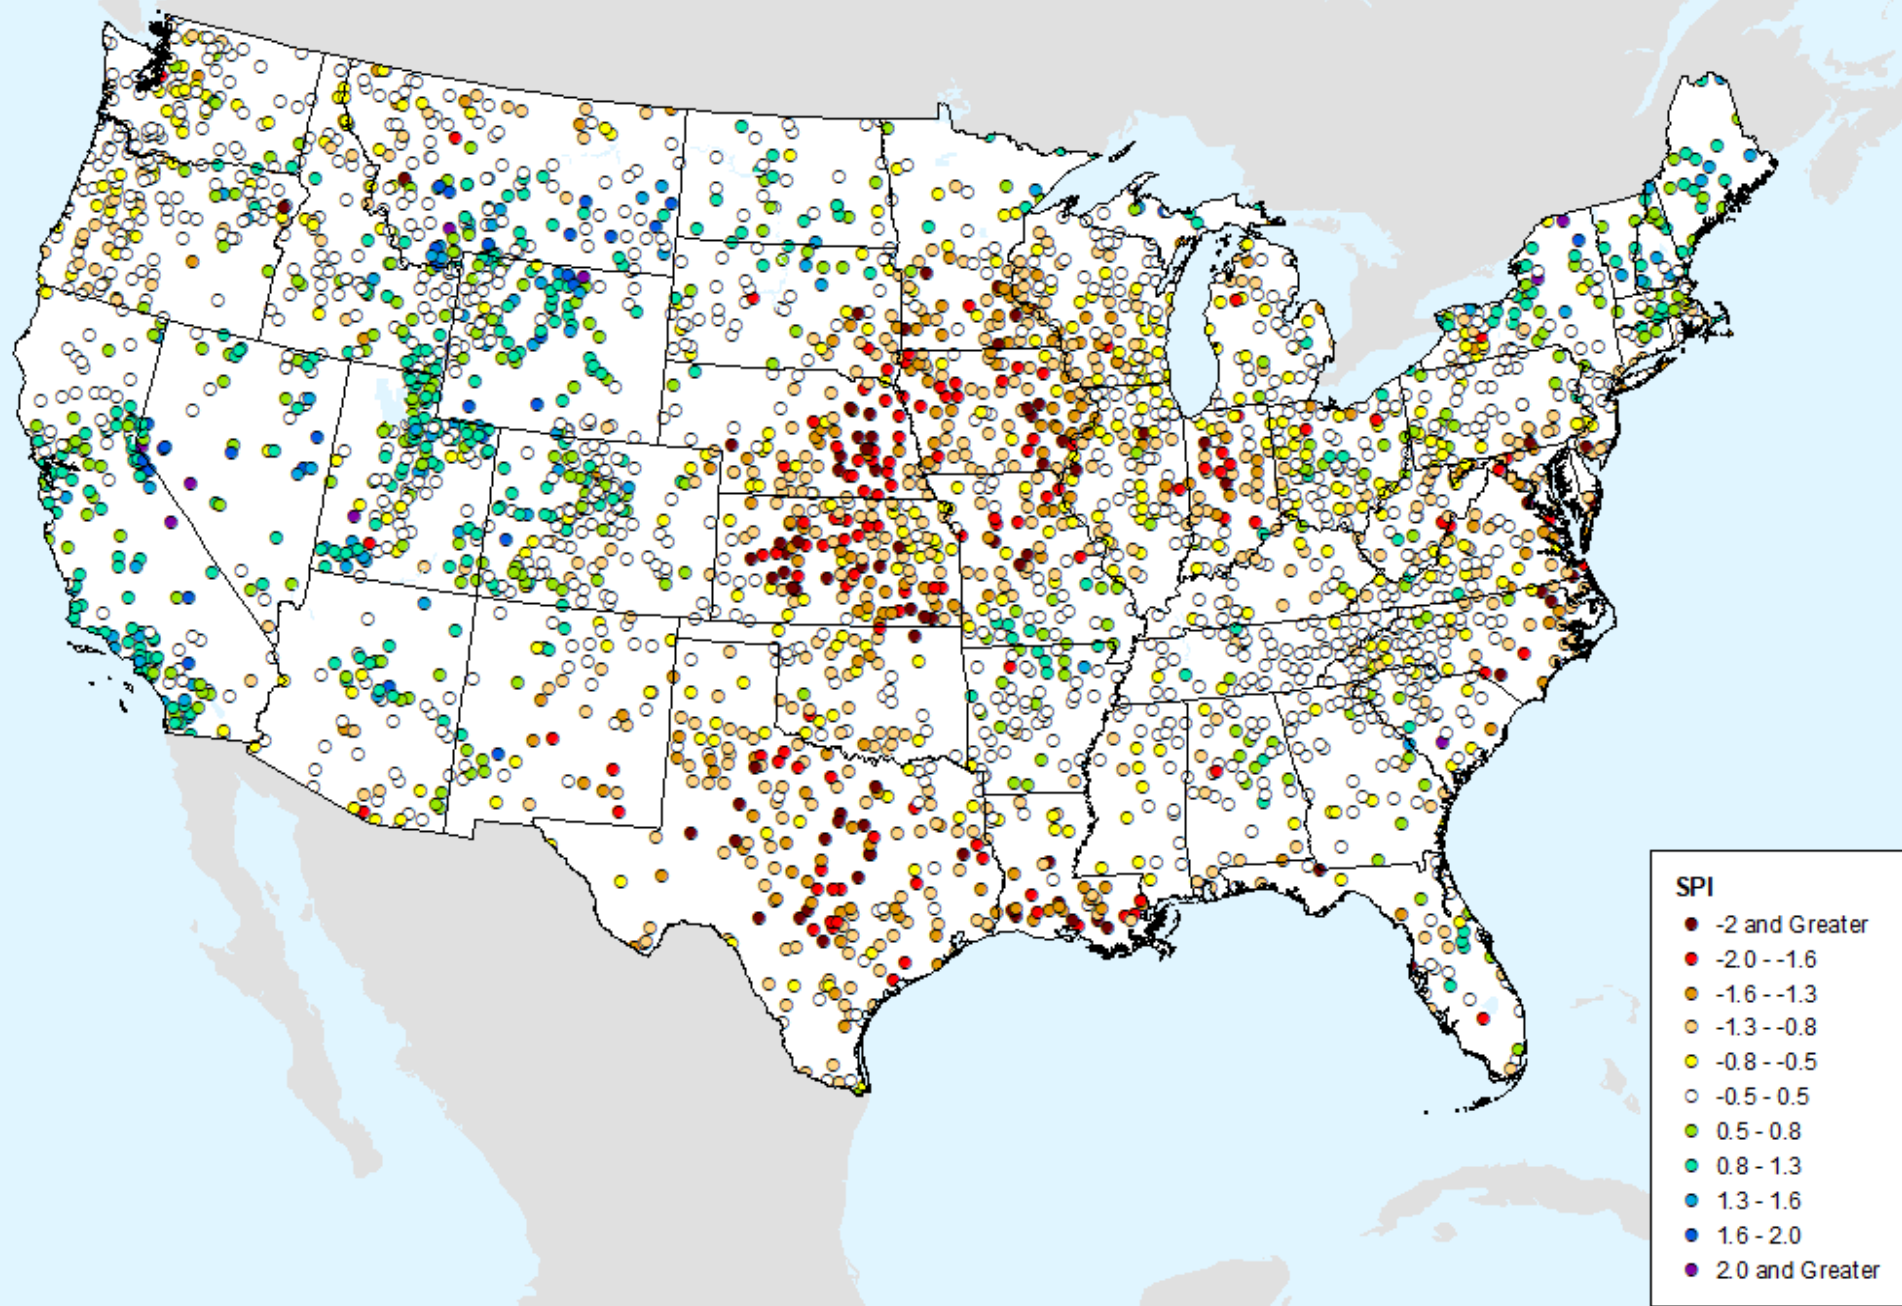 SPI
-2 and Greater
-2.0 - -1.6
-1.6 - -1.3
-1.3 - -0.8
-0.8 - -0.5
-0.5 - 0.5
0.5 - 0.8
0.8 - 1.3
1.3 - 1.6
1.6 - 2.0
2.0 and Greater